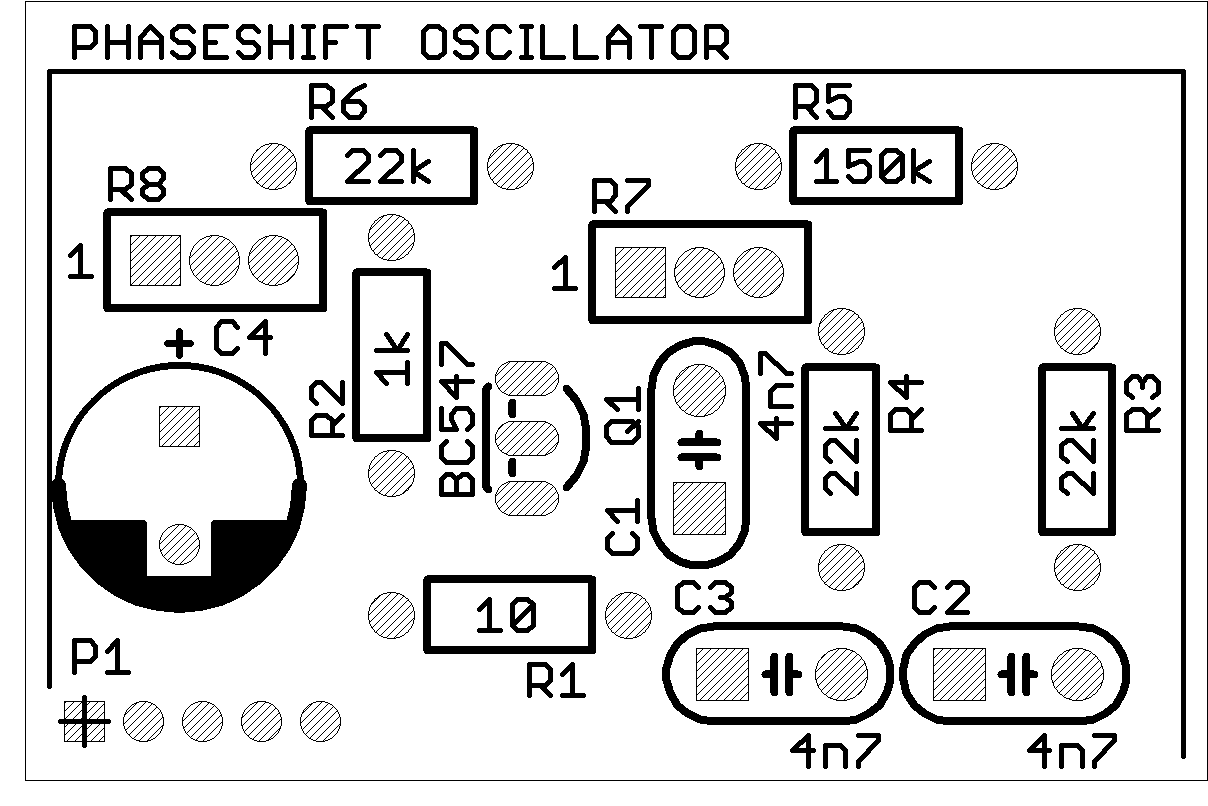 PHASESHIFT OSCILLATOR
R6
R5
22k
150k
R8
R7
1
1
+ C4
1k
R2
BC547
Q1
4n7
C1
22k
R4
22k
R3
10
R1
C3
C2
P1
4n7
4n7